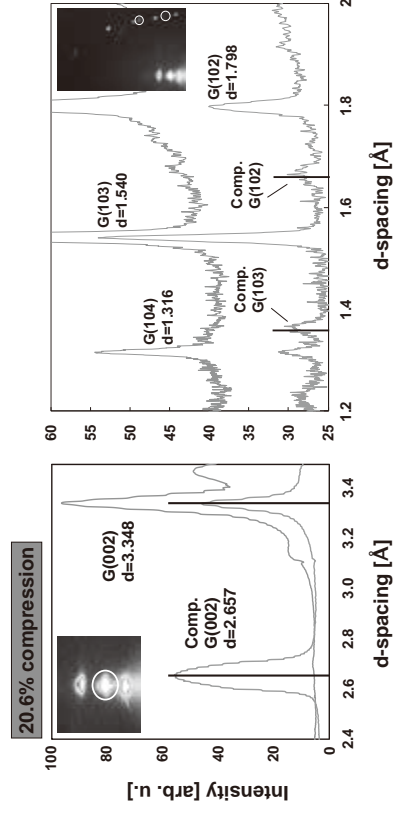 20.6% compression
Intensity [arb. u.]
100
80
60
40
20
0
G(002)
d=3.348
Comp.
G(002)
d=2.657
2.4
2.6
2.8
3.0
3.2
3.4
d-spacing [Å]
60
55
50
45
40
35
30
25
G(104)
d=1.316
G(103)
d=1.540
G(102)
d=1.798
Comp.
G(103)
Comp.
G(102)
1.2
1.4
1.6
1.8
2
d-spacing [Å]